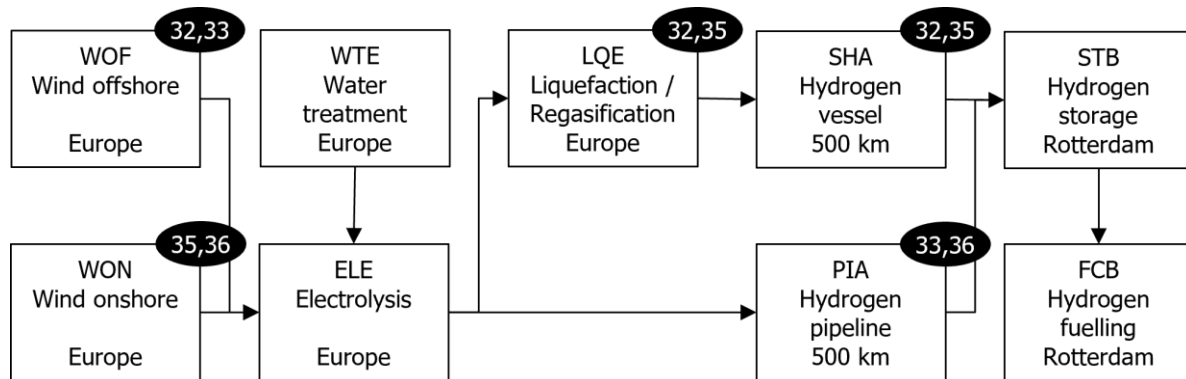 32,33
WOF
Wind offshore
Europe
WTE
Water
treatment
Europe
32,35
LQE
Liquefaction /
Regasification
Europe
32,35
SHA
Hydrogen
vessel
500 km
STB
Hydrogen
storage
Rotterdam
35,36
WON
Wind onshore
Europe
ELE
Electrolysis
Europe
33,36
PIA
Hydrogen
pipeline
500 km
FCB
Hydrogen
fuelling
Rotterdam